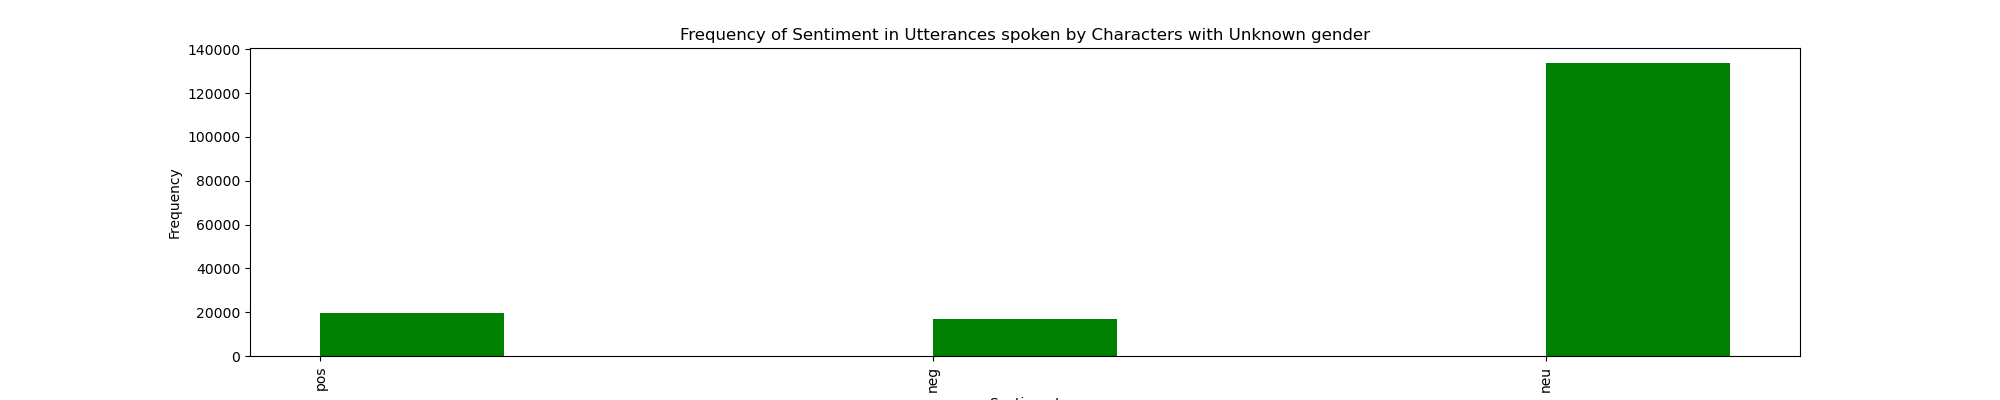 Frequency of Sentiment in Utterances spoken by Characters with Unknown gender
140000
120000
100000
80000
60000
40000
20000
0
Frequency
pos
neg
neu